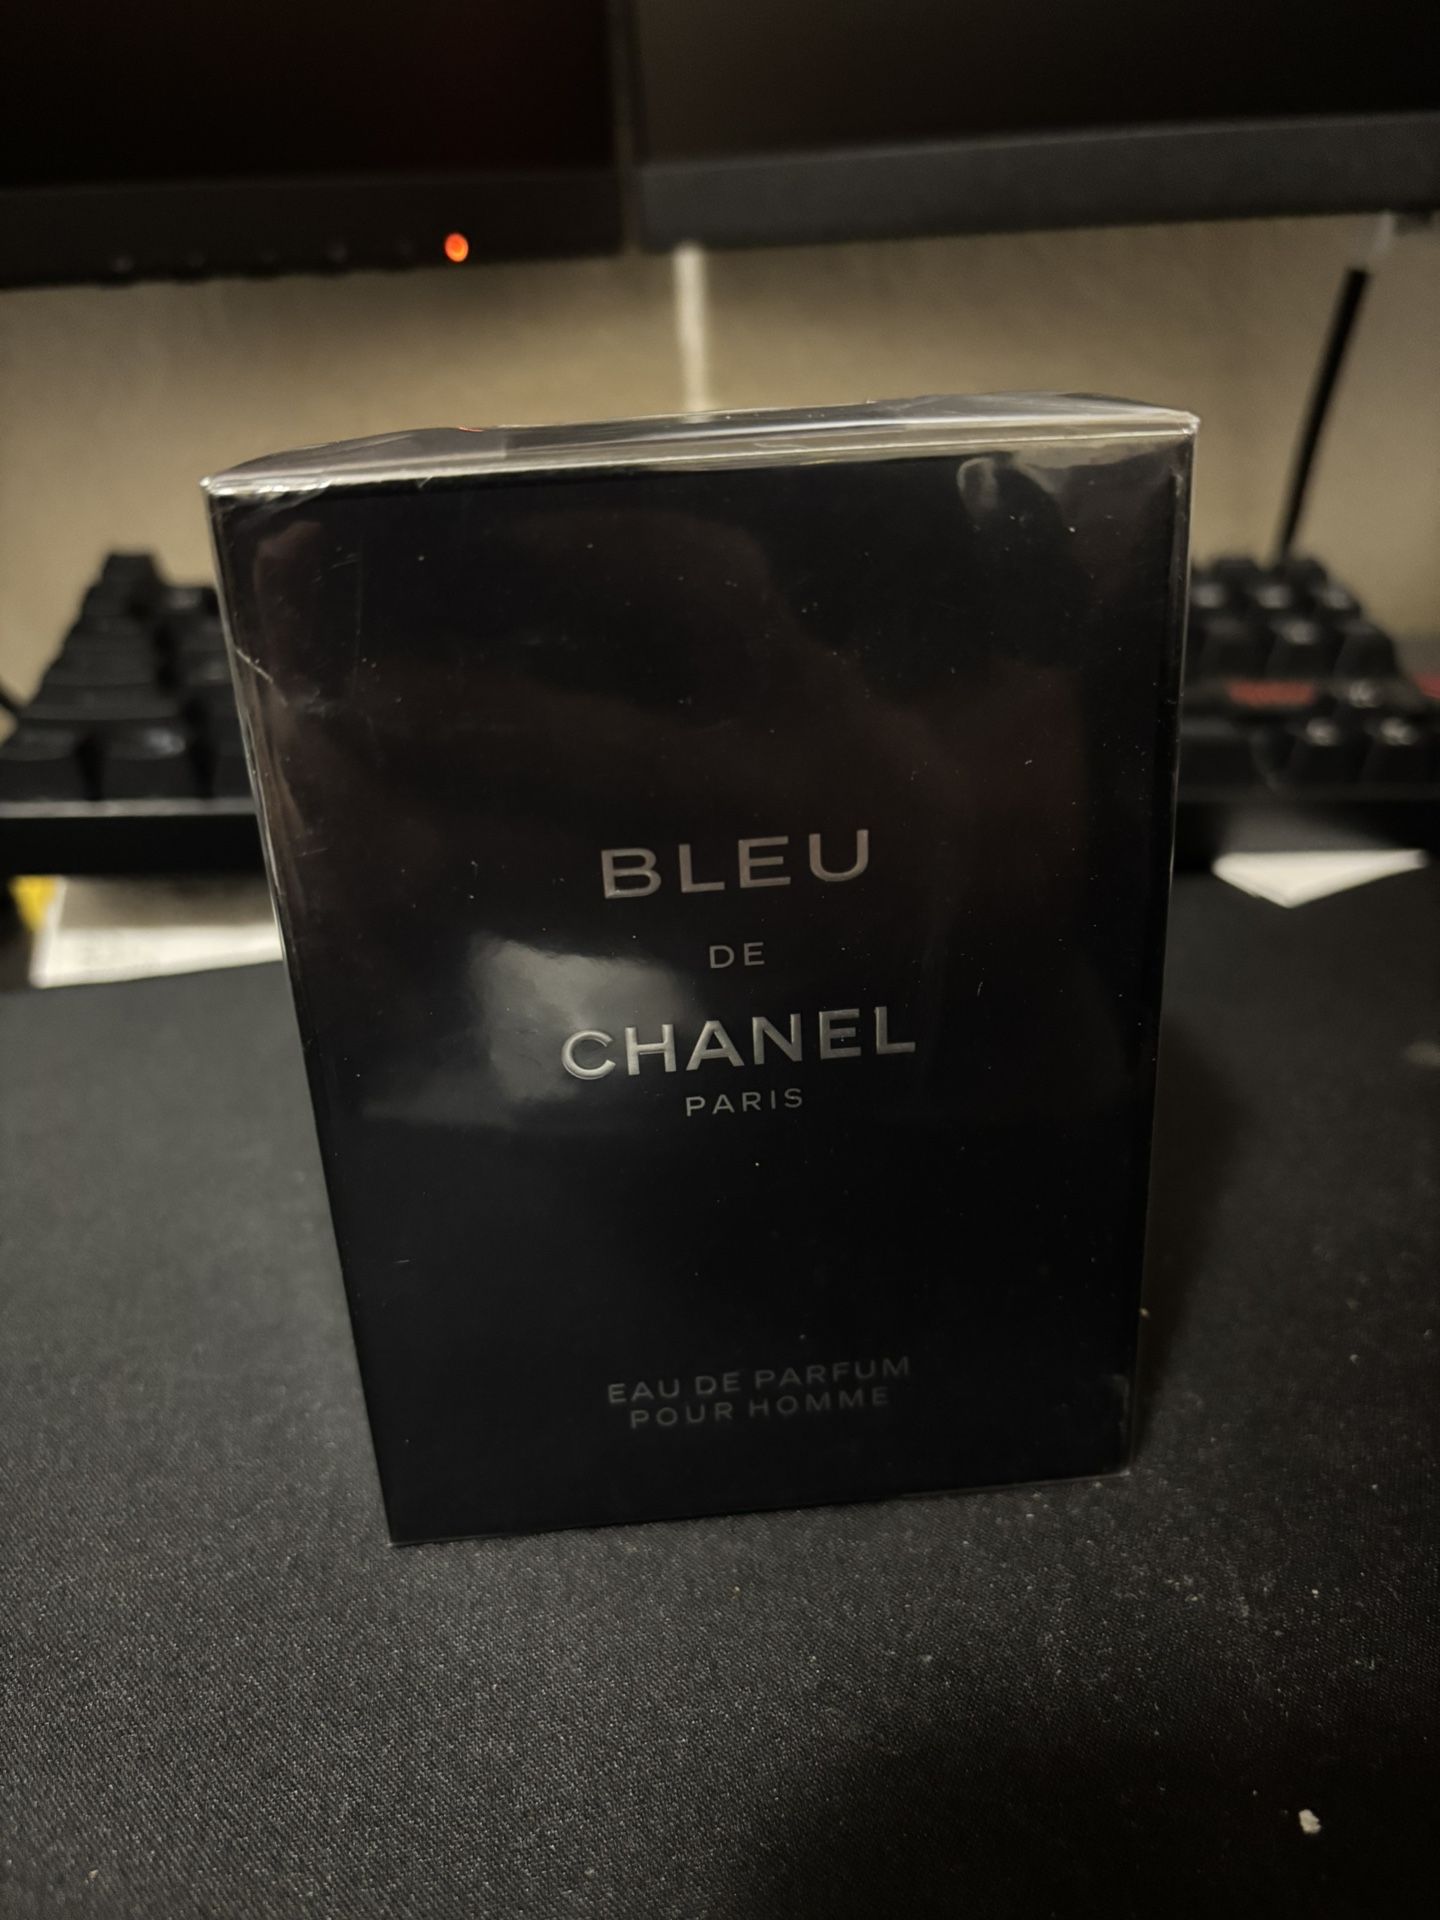 BLEU
DE
CHANEL
PARIS
EAU DE PARFUM
POUR HOMME